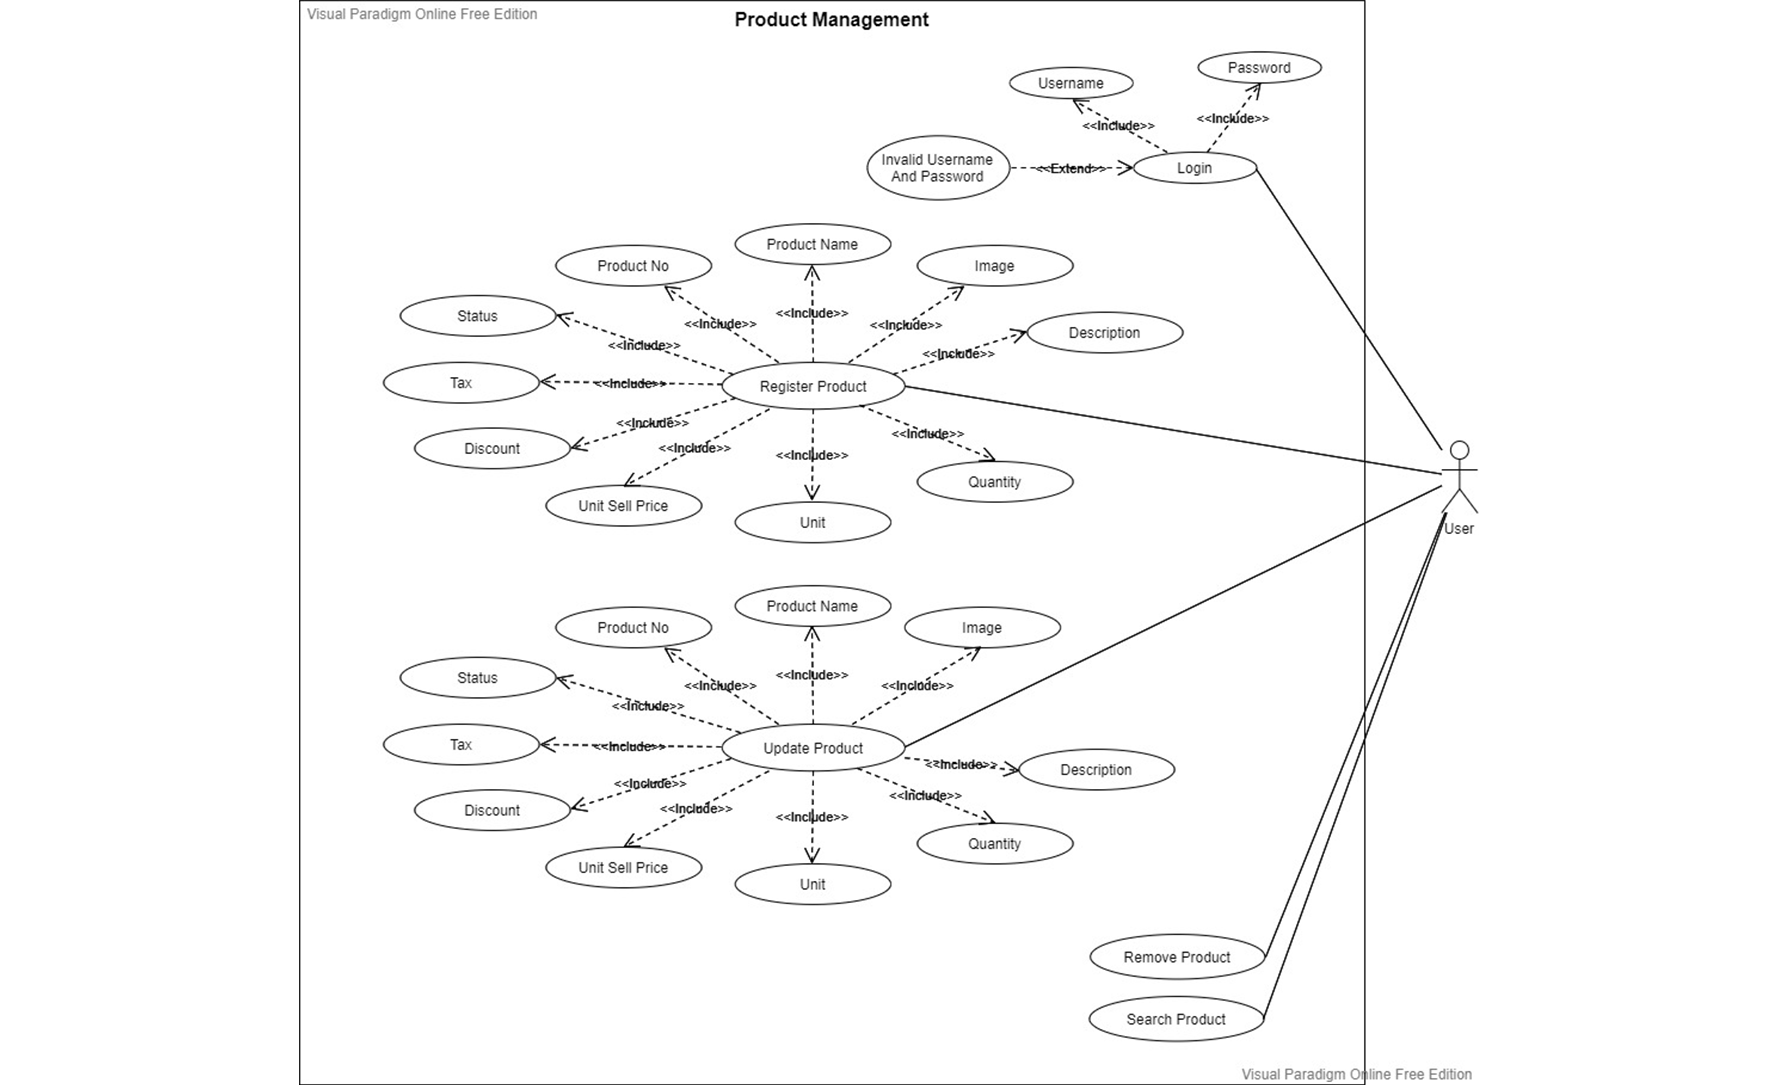 Visual Paradigm Online Free Edition
Product Management
Username
Password
<<Include>>
<<Include>>
Invalid Username
And Password
<<Extend>>
Login
Product No
Product Name
Image
Status
Description
<<Include>>
<<Include>>
<<Include>>
<<Include>>
<<Include>>
Tax
<<Include>>
Register Product
Discount
<<Include>>
<<Include>>
<<Include>>
<<Include>>
Unit Sell Price
Unit
Quantity
User
Product No
Product Name
Image
Status
<<Include>>
<<Include>>
<<Include>>
<<Include>>
Tax
<<Include>>
Update Product
<<Include>>
Description
Discount
<<Include>>
<<Include>>
<<Include>>
<<Include>>
Unit Sell Price
Unit
Quantity
Remove Product
Search Product
Visual Paradigm Online Free Edition